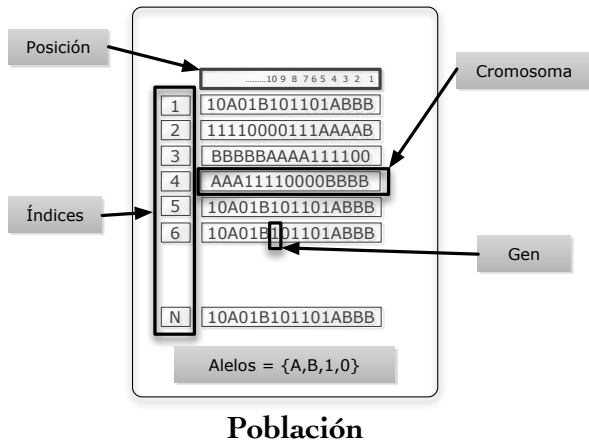 Posición
.........10 9 8 7 6 5 4 3 2 1
Cromosoma
1 10A01B101101ABBB
2 11110000111AAAAB
3 BBBBBAAAA111100
4 AAA11110000BBBB
Índices
5 10A01B101101ABBB
6 10A01B101101ABBB
Gen
N 10A01B101101ABBB
Alelos = {A,B,1,0}
Población